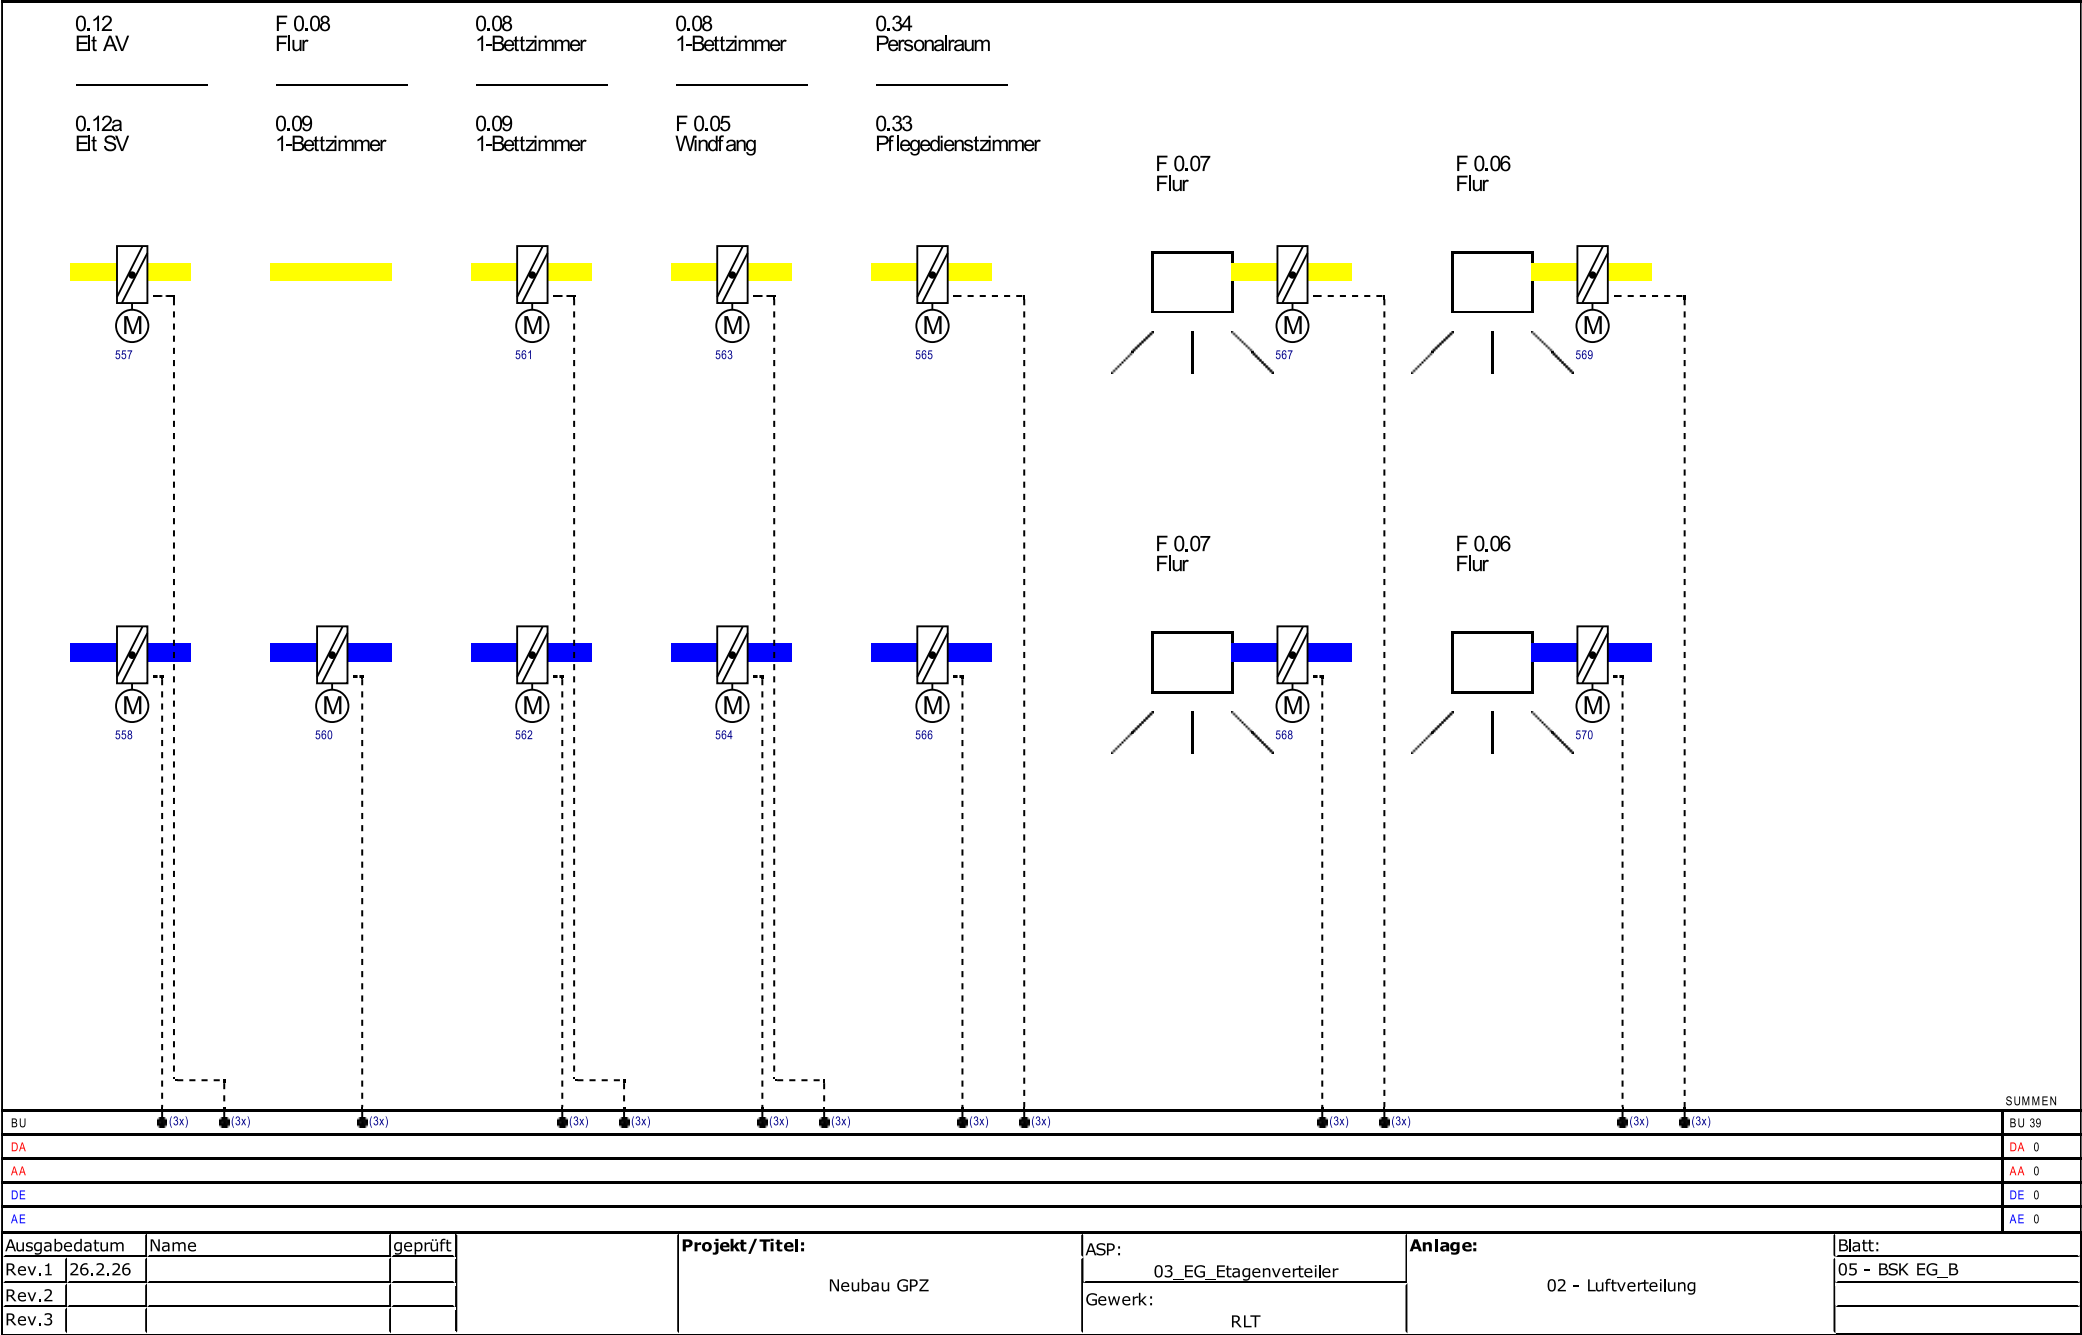 0.12
Elt AV
F 0.08
Flur
0.08
1-Bettzimmer
0.08
1-Bettzimmer
0.34
Personalraum
0.12a
Elt SV
0.09
1-Bettzimmer
0.09
1-Bettzimmer
F 0.05
Windfang
0.33
Pflegedienstzimmer
F 0.07
Flur
F 0.06
Flur
M
M
M
M
M
M
557
561
563
565
567
569
F 0.07
Flur
F 0.06
Flur
M
M
M
M
M
M
M
558
560
562
564
566
568
570
SUMMEN
BU (3x) (3x) (3x) (3x) (3x) (3x) (3x) (3x) (3x) (3x) (3x) (3x) (3x) BU 39
DA DA 0
AA AA 0
DE DE 0
AE AE 0
Ausgabedatum Name geprüft
Rev.1 26.2.26
Rev.2
Rev.3
Projekt/Titel:
Neubau GPZ
ASP:
03_EG_Etagenverteiler
Gewerk:
RLT
Anlage:
02 - Luftverteilung
Blatt:
05 - BSK EG_B